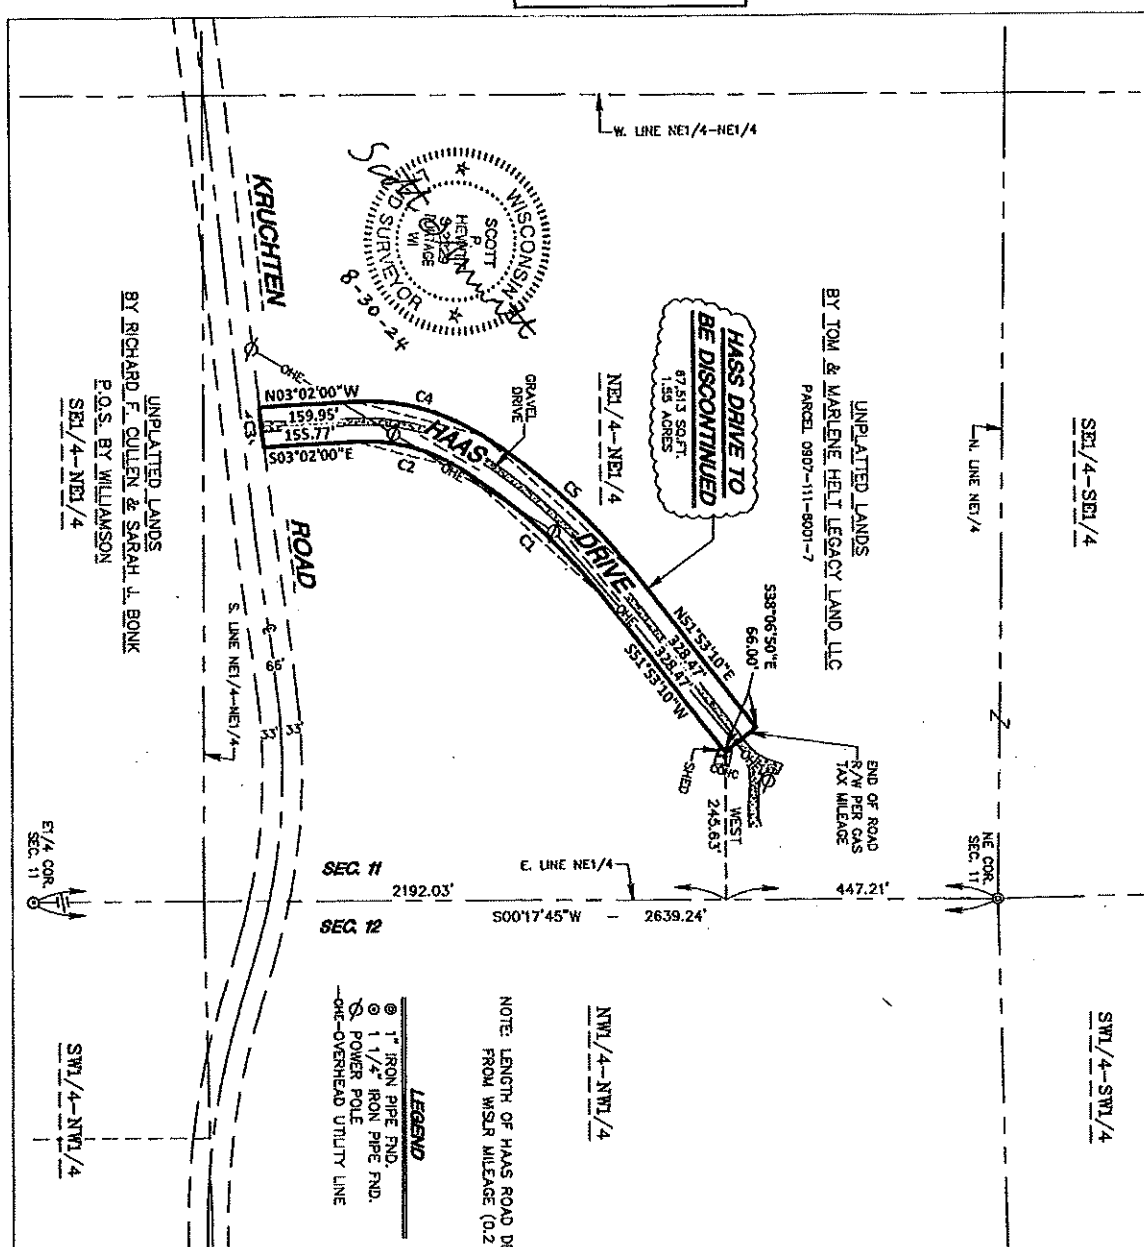 SE1/4-SE1/4
SW1/4-SW1/4
N. LINE NE1/4
N
NE COR.
SEC. 11
447.21'
END OF ROAD
R/W PER GAS
TAX MILEAGE
UNPLATTED LANDS
BY TOM & MARLENE HELT LEGACY LAND LLC
PARCEL 0907-111-8001-7
S38°06'50"E
66.00'
WEST
245.63'
SHED
HASS DRIVE TO
BE DISCONTINUED
67,513 SQ.FT.
1.55 ACRES
N51°53'10"E
328.47'
328.47'
S51°53'10"W
OHE
OHE
W. LINE NE1/4-NE1/4
NE1/4-NE1/4
NW1/4-NW1/4
E. LINE NE1/4
S00°17'45"W - 2639.24'
2192.03'
SEC. 11
SEC. 12
NOTE: LENGTH OF HAAS ROAD DE
FROM WISLR MILEAGE (0.2
GRAVEL
DRIVE
HAAS DRIVE
C5
C1
C4
C2
C3
OHE
OHE
N03°02'00"W
159.95'
155.77'
S03°02'00"E
WISCONSIN
SCOTT
P.
WI
LAND SURVEYOR
8-30-24
KRUCHTEN ROAD
66'
33'
33'
S. LINE NE1/4-NE1/4
LEGEND
1" IRON PIPE FND.
1 1/4" IRON PIPE FND.
POWER POLE
-OHE-OVERHEAD UTILITY LINE
UNPLATTED LANDS
BY RICHARD F. CULLEN & SARAH J. BONK
P.O.S. BY WILLIAMSON
SE1/4-NE1/4
E1/4 COR.
SEC. 11
SW1/4-NW1/4